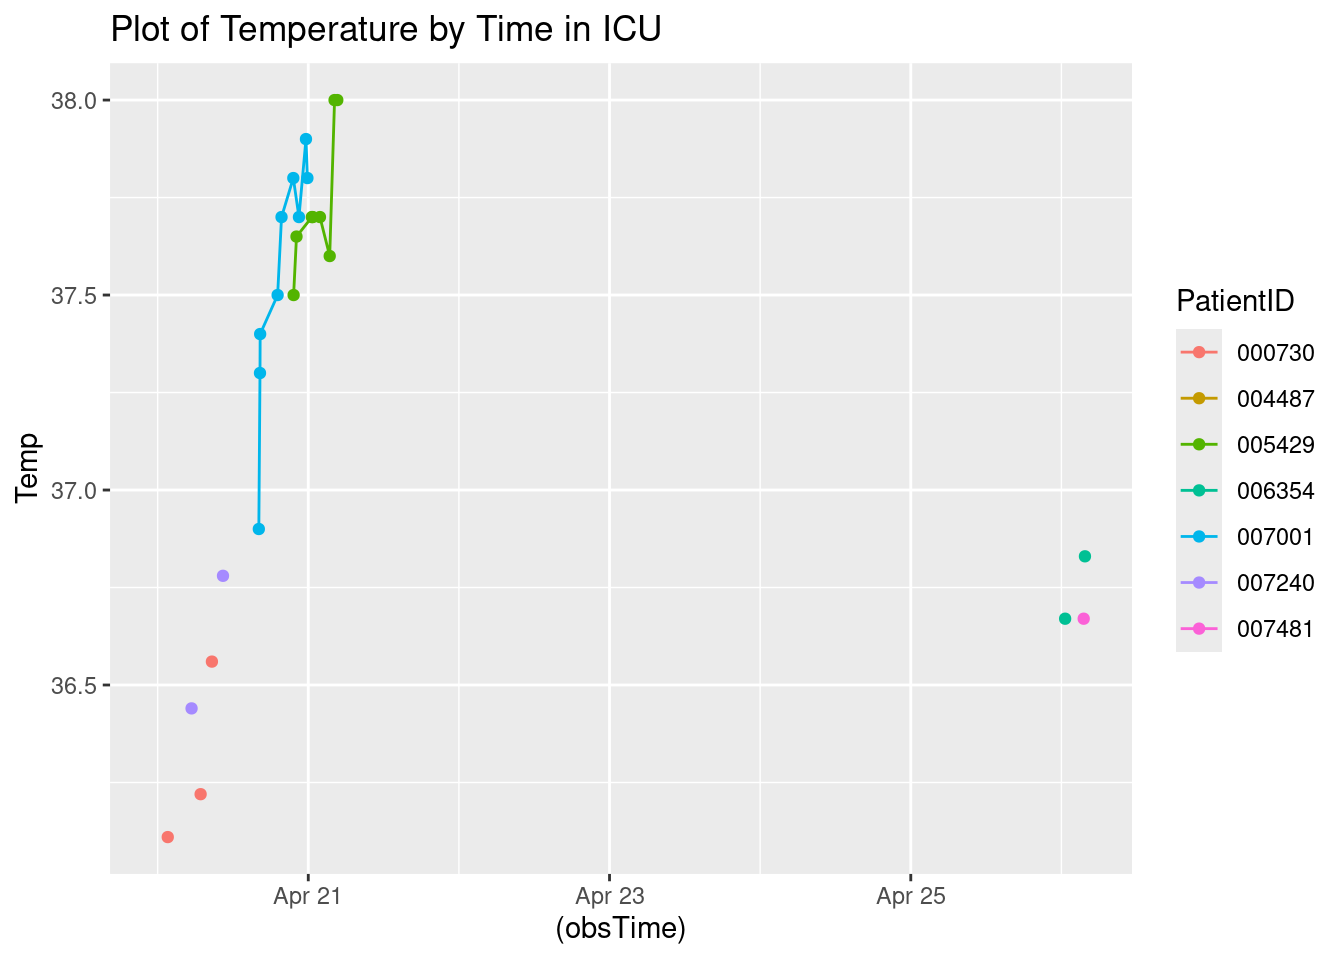 Plot of Temperature by Time in ICU
38.0
37.5
37.0
36.5
Temp
Apr 21
Apr 23
Apr 25
(obsTime)
PatientID
000730
004487
005429
006354
007001
007240
007481